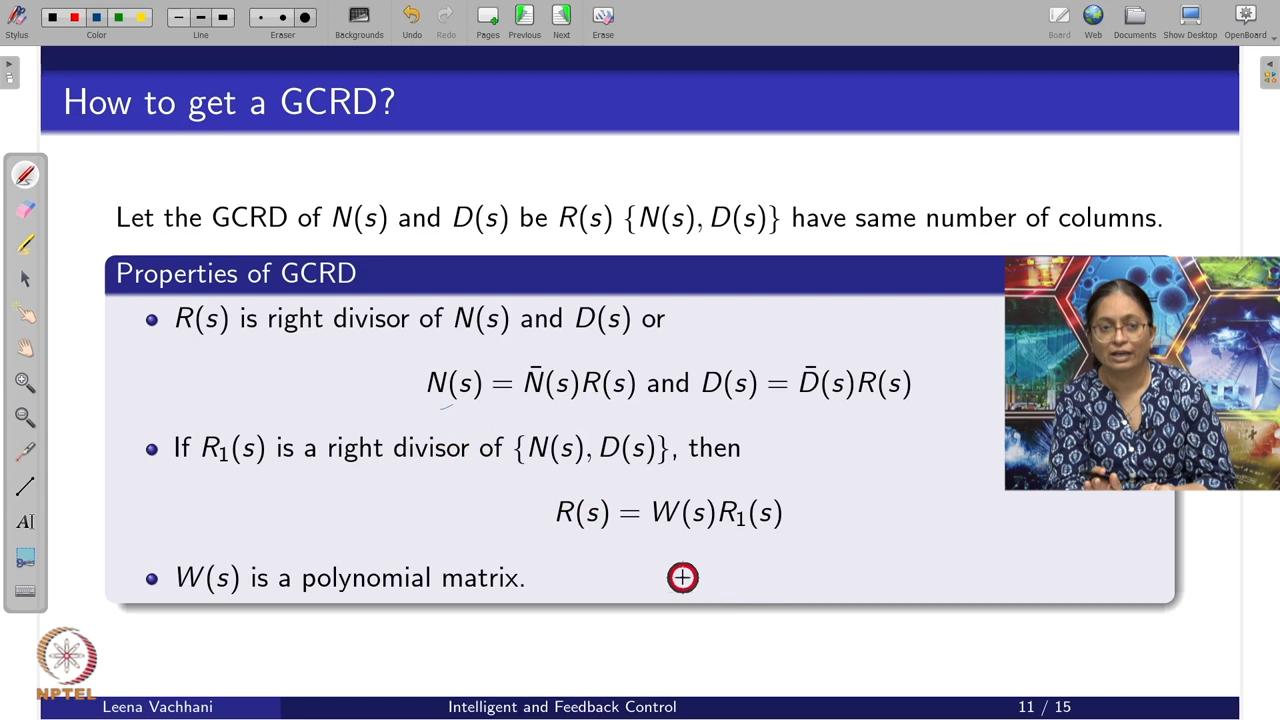 Stylus
Color
Line
Eraser
Backgrounds
Undo
Redo
Pages
Previous
Next
Erase
Board
Web
Documents
Show Desktop
OpenBoard
How to get a GCRD?
Let the GCRD of N(s) and D(s) be R(s) {N(s), D(s)} have same number of columns.
Properties of GCRD
R(s) is right divisor of N(s) and D(s) or
N(s) = N̄(s)R(s) and D(s) = D̄(s)R(s)
If R₁(s) is a right divisor of {N(s), D(s)}, then
R(s) = W(s)R₁(s)
W(s) is a polynomial matrix.
AI
NPTEL
Leena Vachhani
Intelligent and Feedback Control
11 / 15